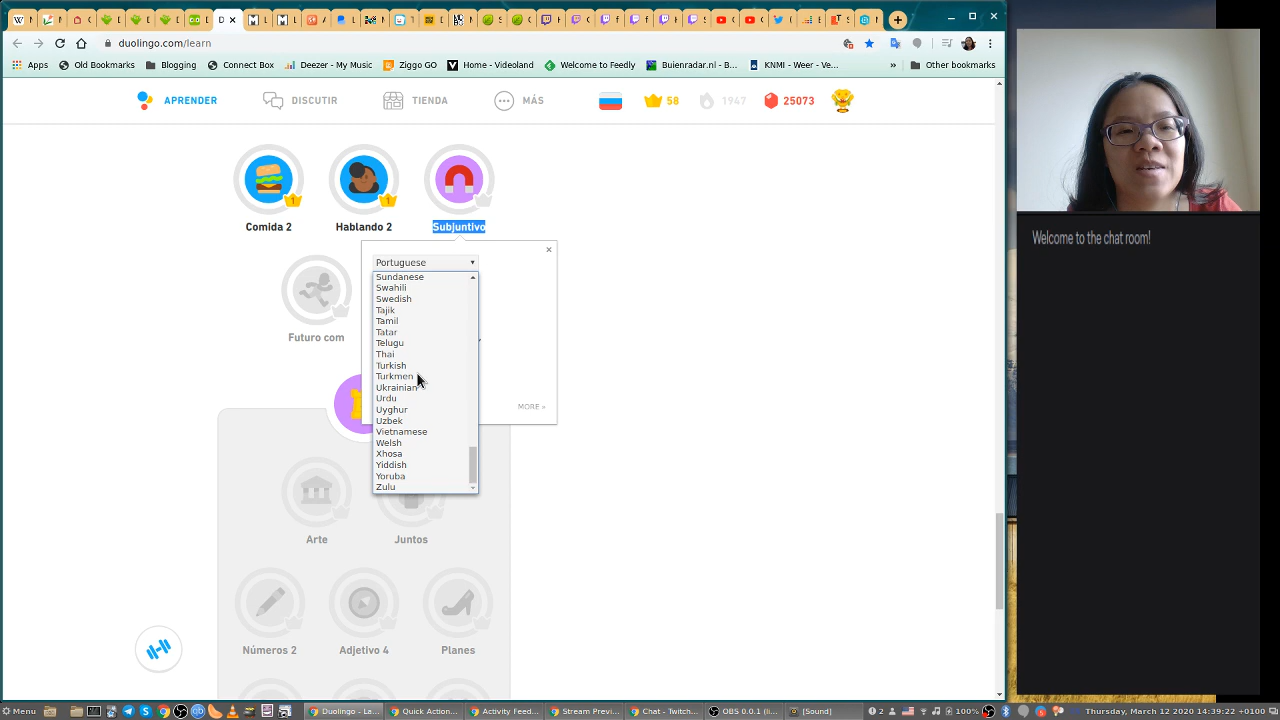 D
duolingo.com/learn
Apps
Old Bookmarks
Blogging
Connect Box
Deezer - My Music
Ziggo GO
Home - Videoland
Welcome to Feedly
Buienradar.nl - B...
KNMI - Weer - Ve...
»
Other bookmarks
APRENDER
DISCUTIR
TIENDA
MÁS
58
1947
25073
1
1
Comida 2
Hablando 2
Subjuntivo
Portuguese
Sundanese
Swahili
Swedish
Tajik
Tamil
Tatar
Telugu
Thai
Turkish
Turkmen
Ukrainian
Urdu
Uyghur
Uzbek
Vietnamese
Welsh
Xhosa
Yiddish
Yoruba
Zulu
MORE »
Futuro com
Arte
Juntos
Números 2
Adjetivo 4
Planes
Welcome to the chat room!
Menu
Duolingo - La...
Quick Action...
Activity Feed...
Stream Previ...
Chat - Twitch...
OBS 0.0.1 (li...
(Sound)
2
100%
Thursday, March 12 2020, 14:39:22 +0100